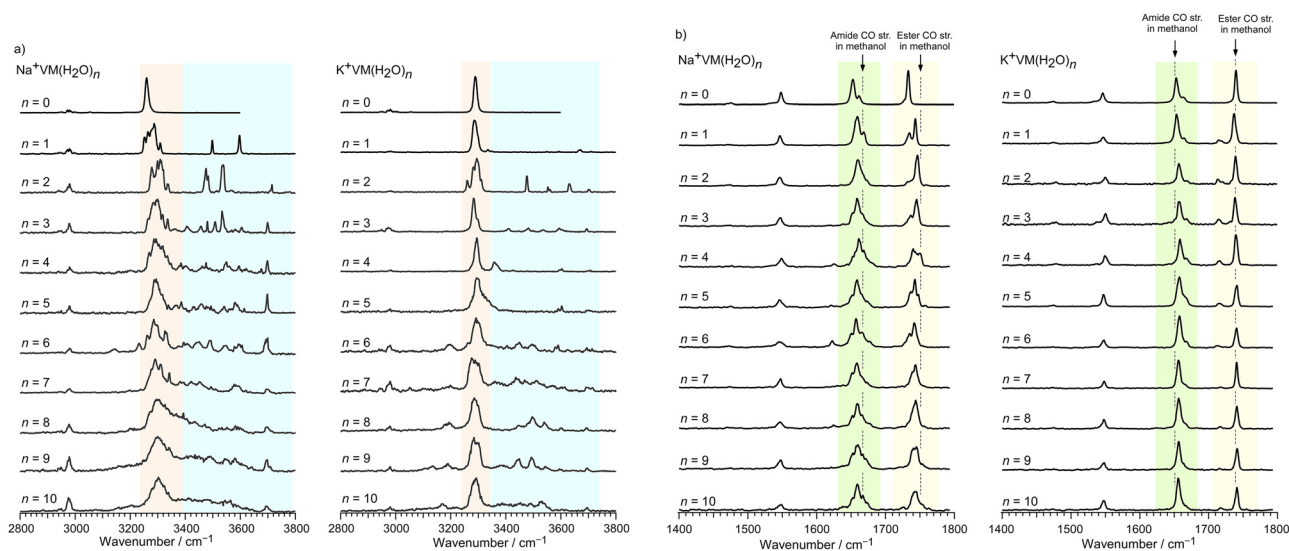 a)
Na⁺VM(H₂O)ₙ
n = 0
n = 1
n = 2
n = 3
n = 4
n = 5
n = 6
n = 7
n = 8
n = 9
n = 10
2800 3000 3200 3400 3600 3800
Wavenumber / cm⁻¹
K⁺VM(H₂O)ₙ
n = 0
n = 1
n = 2
n = 3
n = 4
n = 5
n = 6
n = 7
n = 8
n = 9
n = 10
2800 3000 3200 3400 3600 3800
Wavenumber / cm⁻¹
b)
Amide CO str.
in methanol
Ester CO str.
in methanol
Na⁺VM(H₂O)ₙ
n = 0
n = 1
n = 2
n = 3
n = 4
n = 5
n = 6
n = 7
n = 8
n = 9
n = 10
1400 1500 1600 1700 1800
Wavenumber / cm⁻¹
Amide CO str.
in methanol
Ester CO str.
in methanol
K⁺VM(H₂O)ₙ
n = 0
n = 1
n = 2
n = 3
n = 4
n = 5
n = 6
n = 7
n = 8
n = 9
n = 10
1400 1500 1600 1700 1800
Wavenumber / cm⁻¹